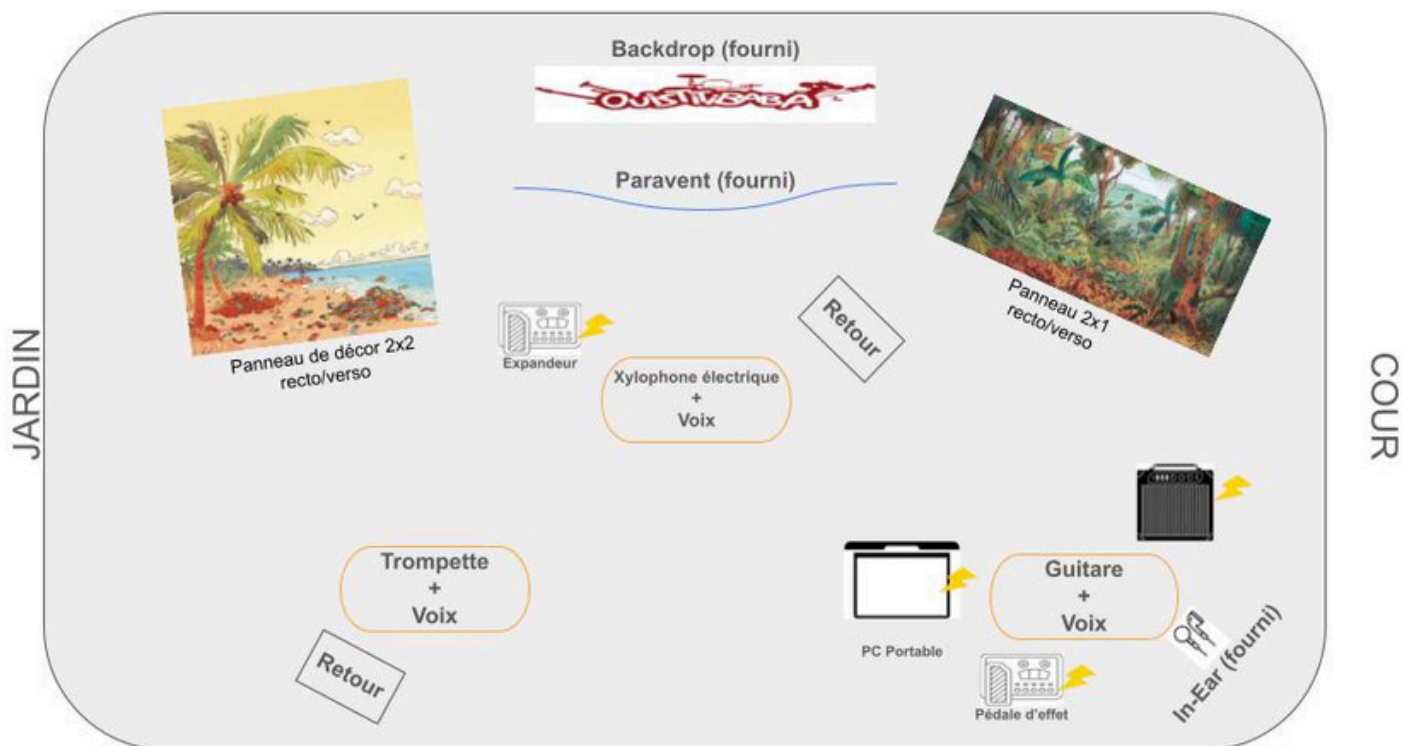 Backdrop (fourni)
OUISTITIBABA
Paravent (fourni)
Panneau de décor 2x2
recto/verso
Panneau 2x1
recto/verso
Retour
Expandeur
Xylophone électrique
+
Voix
JARDIN
COUR
Trompette
+
Voix
Retour
PC Portable
Guitare
+
Voix
In-Ear (fourni)
Pédale d'effet